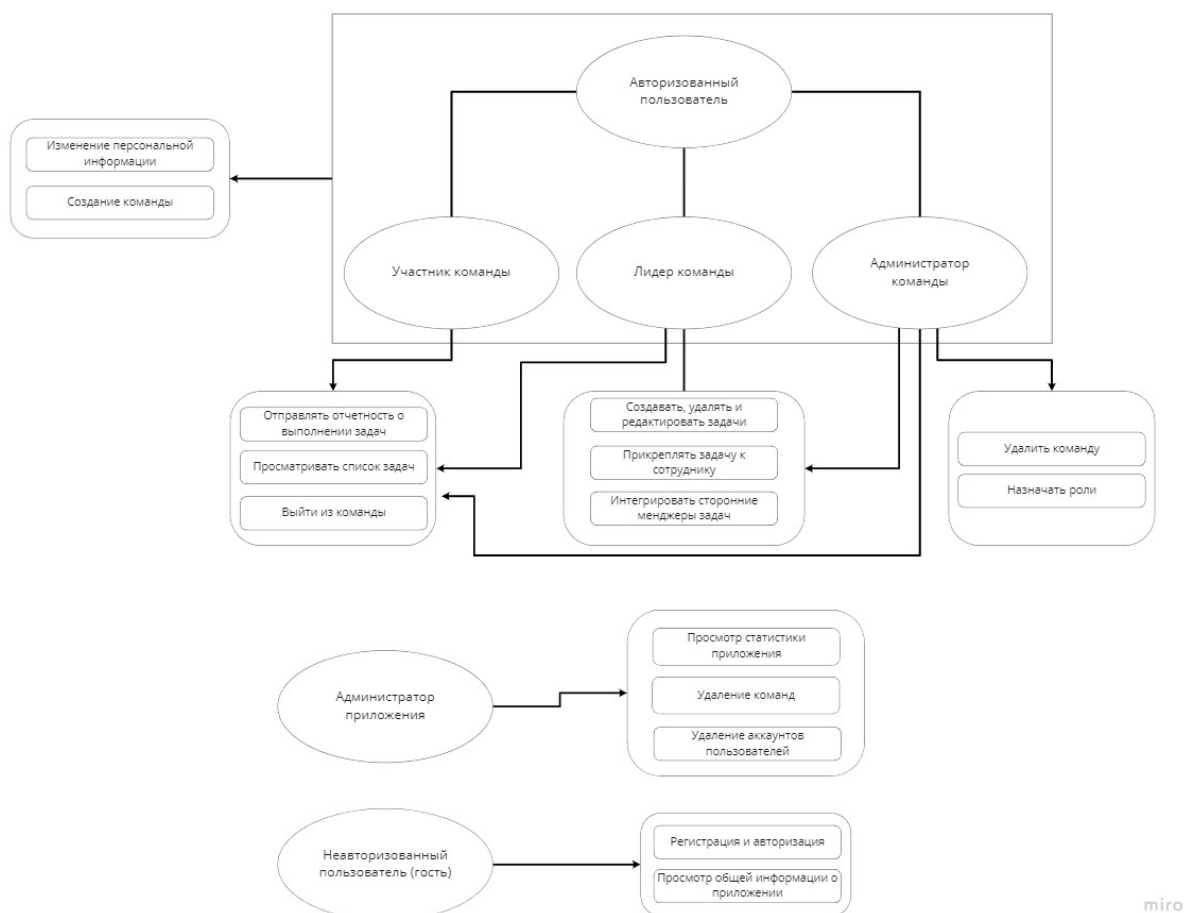 Авторизованный
пользователь
Изменение персональной
информации
Создание команды
Участник команды
Лидер команды
Администратор
команды
Отправлять отчетность о
выполнении задач
Просматривать список задач
Выйти из команды
Создавать, удалять и
редактировать задачи
Прикреплять задачу к
сотруднику
Интегрировать сторонние
менджеры задач
Удалить команду
Назначать роли
Администратор
приложения
Просмотр статистики
приложения
Удаление команд
Удаление аккаунтов
пользователей
Неавторизованный
пользователь (гость)
Регистрация и авторизация
Просмотр общей информации о
приложении
miro